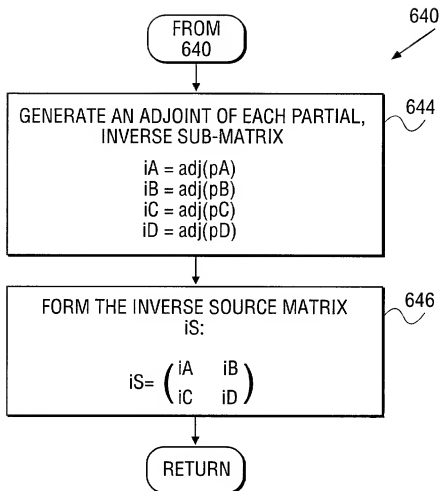 FROM
640
640
GENERATE AN ADJOINT OF EACH PARTIAL,
INVERSE SUB-MATRIX
644
iA = adj(pA)
iB = adj(pB)
iC = adj(pC)
iD = adj(pD)
FORM THE INVERSE SOURCE MATRIX
646
iS:
iS= ( iA iB
iC iD )
RETURN